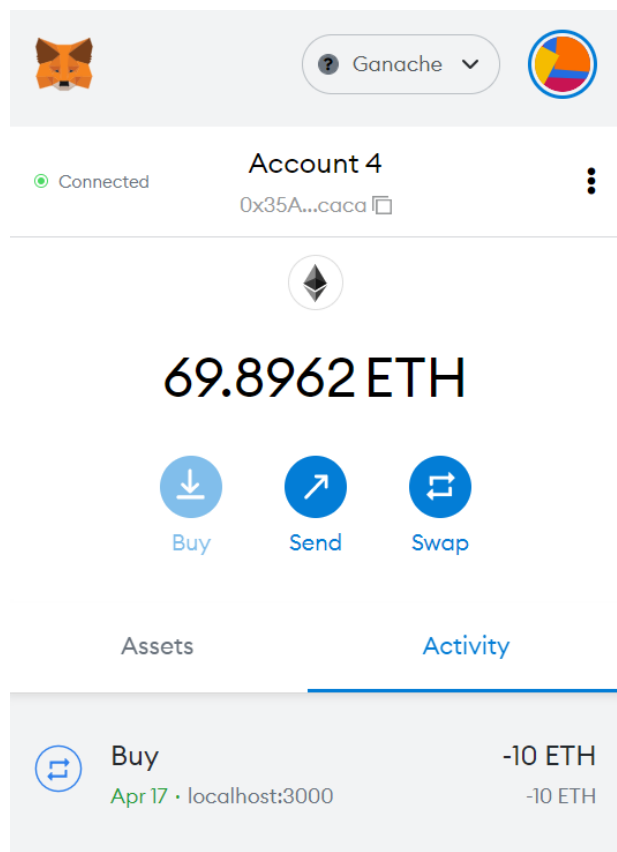 ? Ganache
Connected
Account 4
0x35A...caca
69.8962 ETH
Buy
Send
Swap
Assets
Activity
Buy
-10 ETH
Apr 17 · localhost:3000
-10 ETH